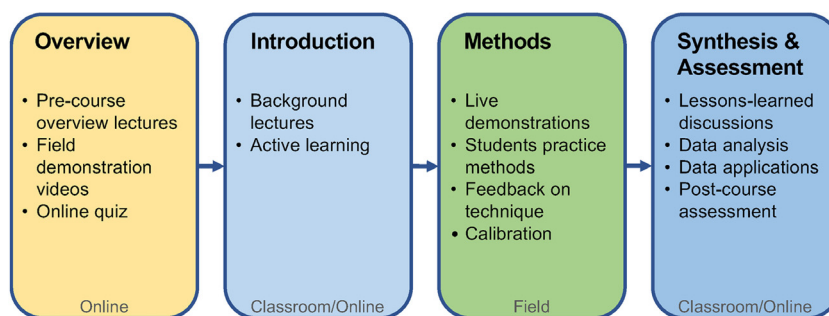 Overview
• Pre-course
overview lectures
• Field
demonstration
videos
• Online quiz
Online
Introduction
• Background
lectures
• Active learning
Classroom/Online
Methods
• Live
demonstrations
• Students practice
methods
• Feedback on
technique
• Calibration
Field
Synthesis &
Assessment
• Lessons-learned
discussions
• Data analysis
• Data applications
• Post-course
assessment
Classroom/Online